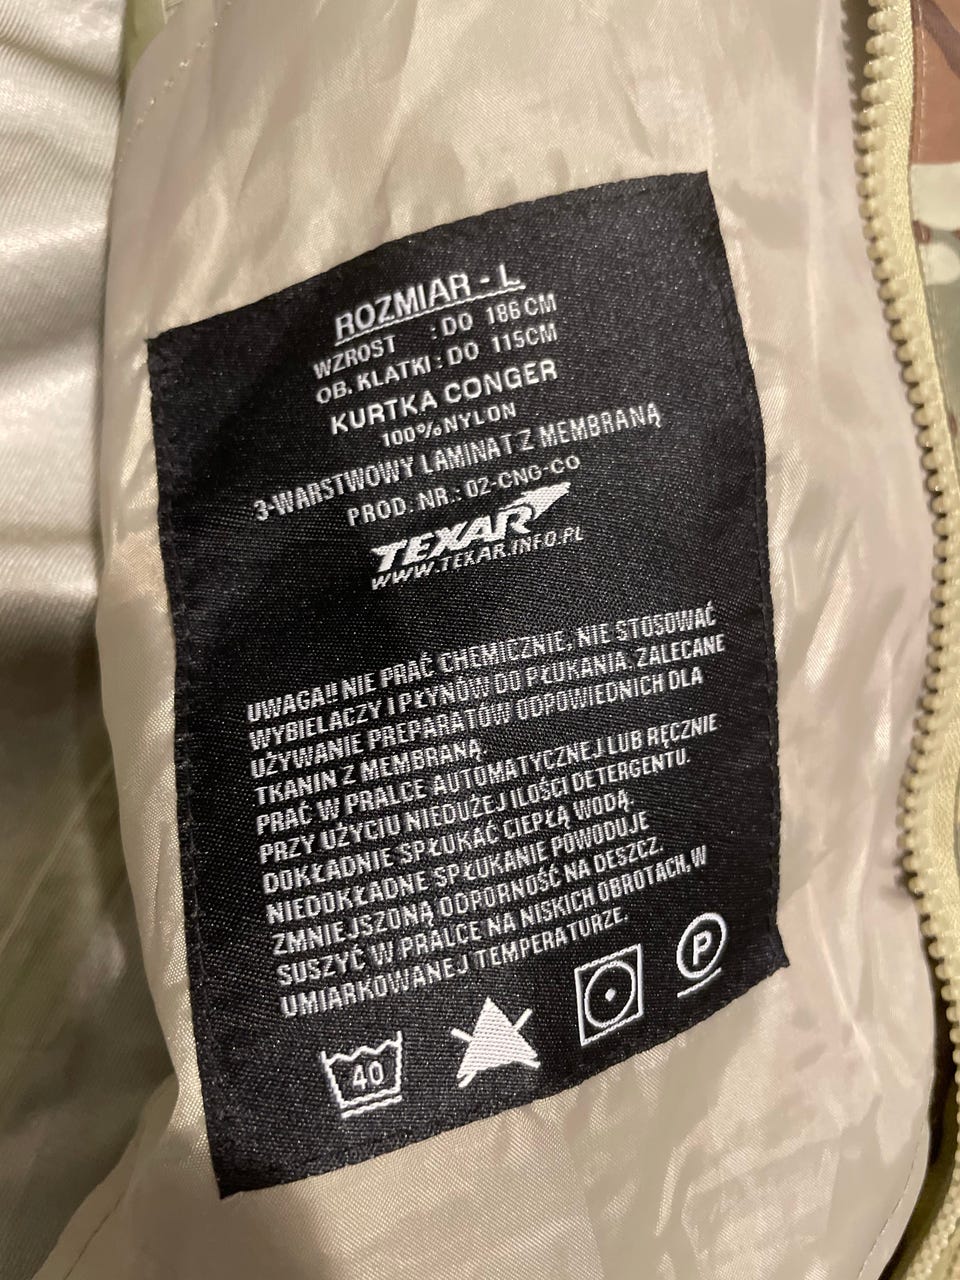 ROZMIAR - L
WZROST : DO 186 CM
OB. KLATKI : DO 115CM
KURTKA CONGER
100% NYLON
3-WARSTWOWY LAMINAT Z MEMBRANĄ
PROD. NR.: 02-CNG-CO
TEXAR
WWW.TEXAR.INFO.PL
UWAGA!! NIE PRAĆ CHEMICZNIE; NIE STOSOWAĆ
WYBIELACZY I PŁYNÓW DO PŁUKANIA. ZALECANE
UŻYWANIE PREPARATÓW ODPOWIEDNICH DLA
TKANIN Z MEMBRANĄ
PRAĆ W PRALCE AUTOMATYCZNEJ LUB RĘCZNIE
PRZY UŻYCIU NIEDUŻEJ ILOŚCI DETERGENTU.
DOKŁADNIE SPŁUKAĆ CIEPŁĄ WODĄ.
NIEDOKŁADNE SPŁUKANIE POWODUJE
ZMNIEJSZONĄ ODPORNOŚĆ NA DESZCZ.
SUSZYĆ W PRALCE NA NISKICH OBROTACH, W
UMIARKOWANEJ TEMPERATURZE.
40 P